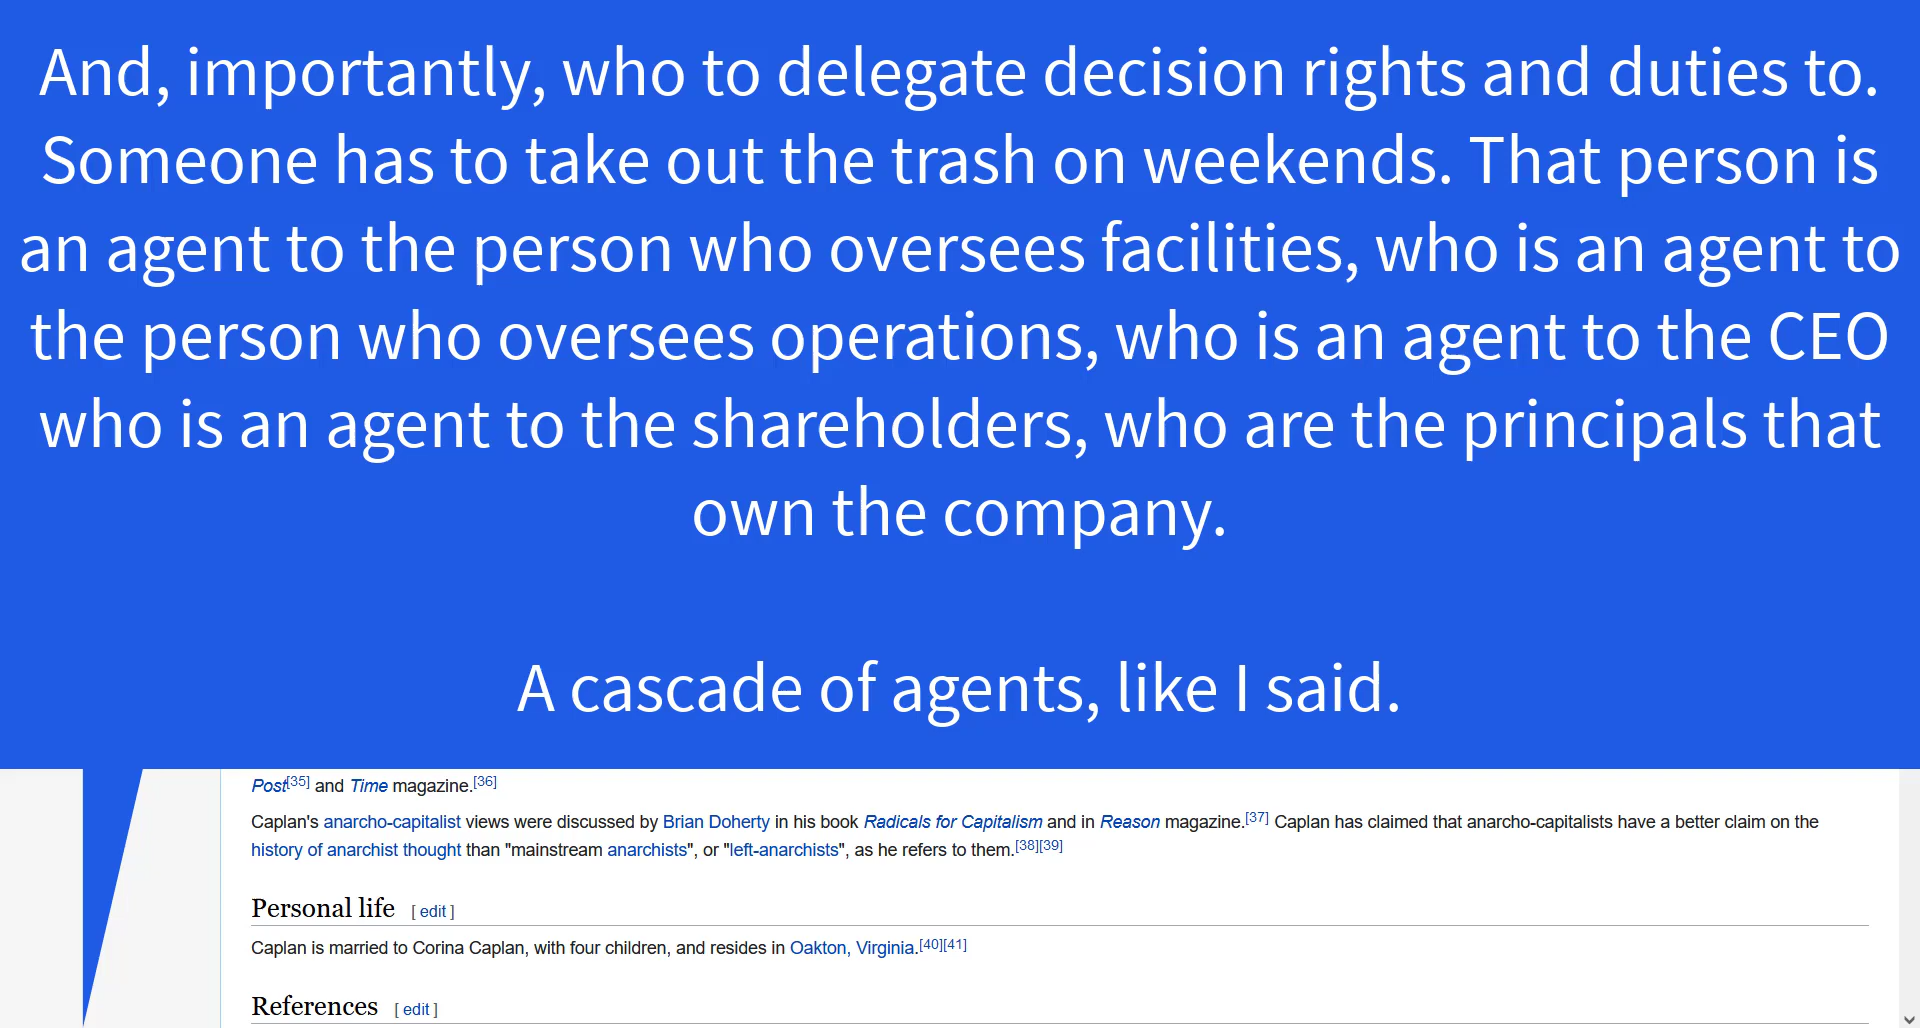 And, importantly, who to delegate decision rights and duties to.
Someone has to take out the trash on weekends. That person is
an agent to the person who oversees facilities, who is an agent to
the person who oversees operations, who is an agent to the CEO
who is an agent to the shareholders, who are the principals that
own the company.
A cascade of agents, like I said.
Post[35] and Time magazine.[36]
Caplan's anarcho-capitalist views were discussed by Brian Doherty in his book Radicals for Capitalism and in Reason magazine.[37] Caplan has claimed that anarcho-capitalists have a better claim on the
history of anarchist thought than "mainstream anarchists", or "left-anarchists", as he refers to them.[38][39]
Personal life [ edit ]
Caplan is married to Corina Caplan, with four children, and resides in Oakton, Virginia.[40][41]
References [ edit ]